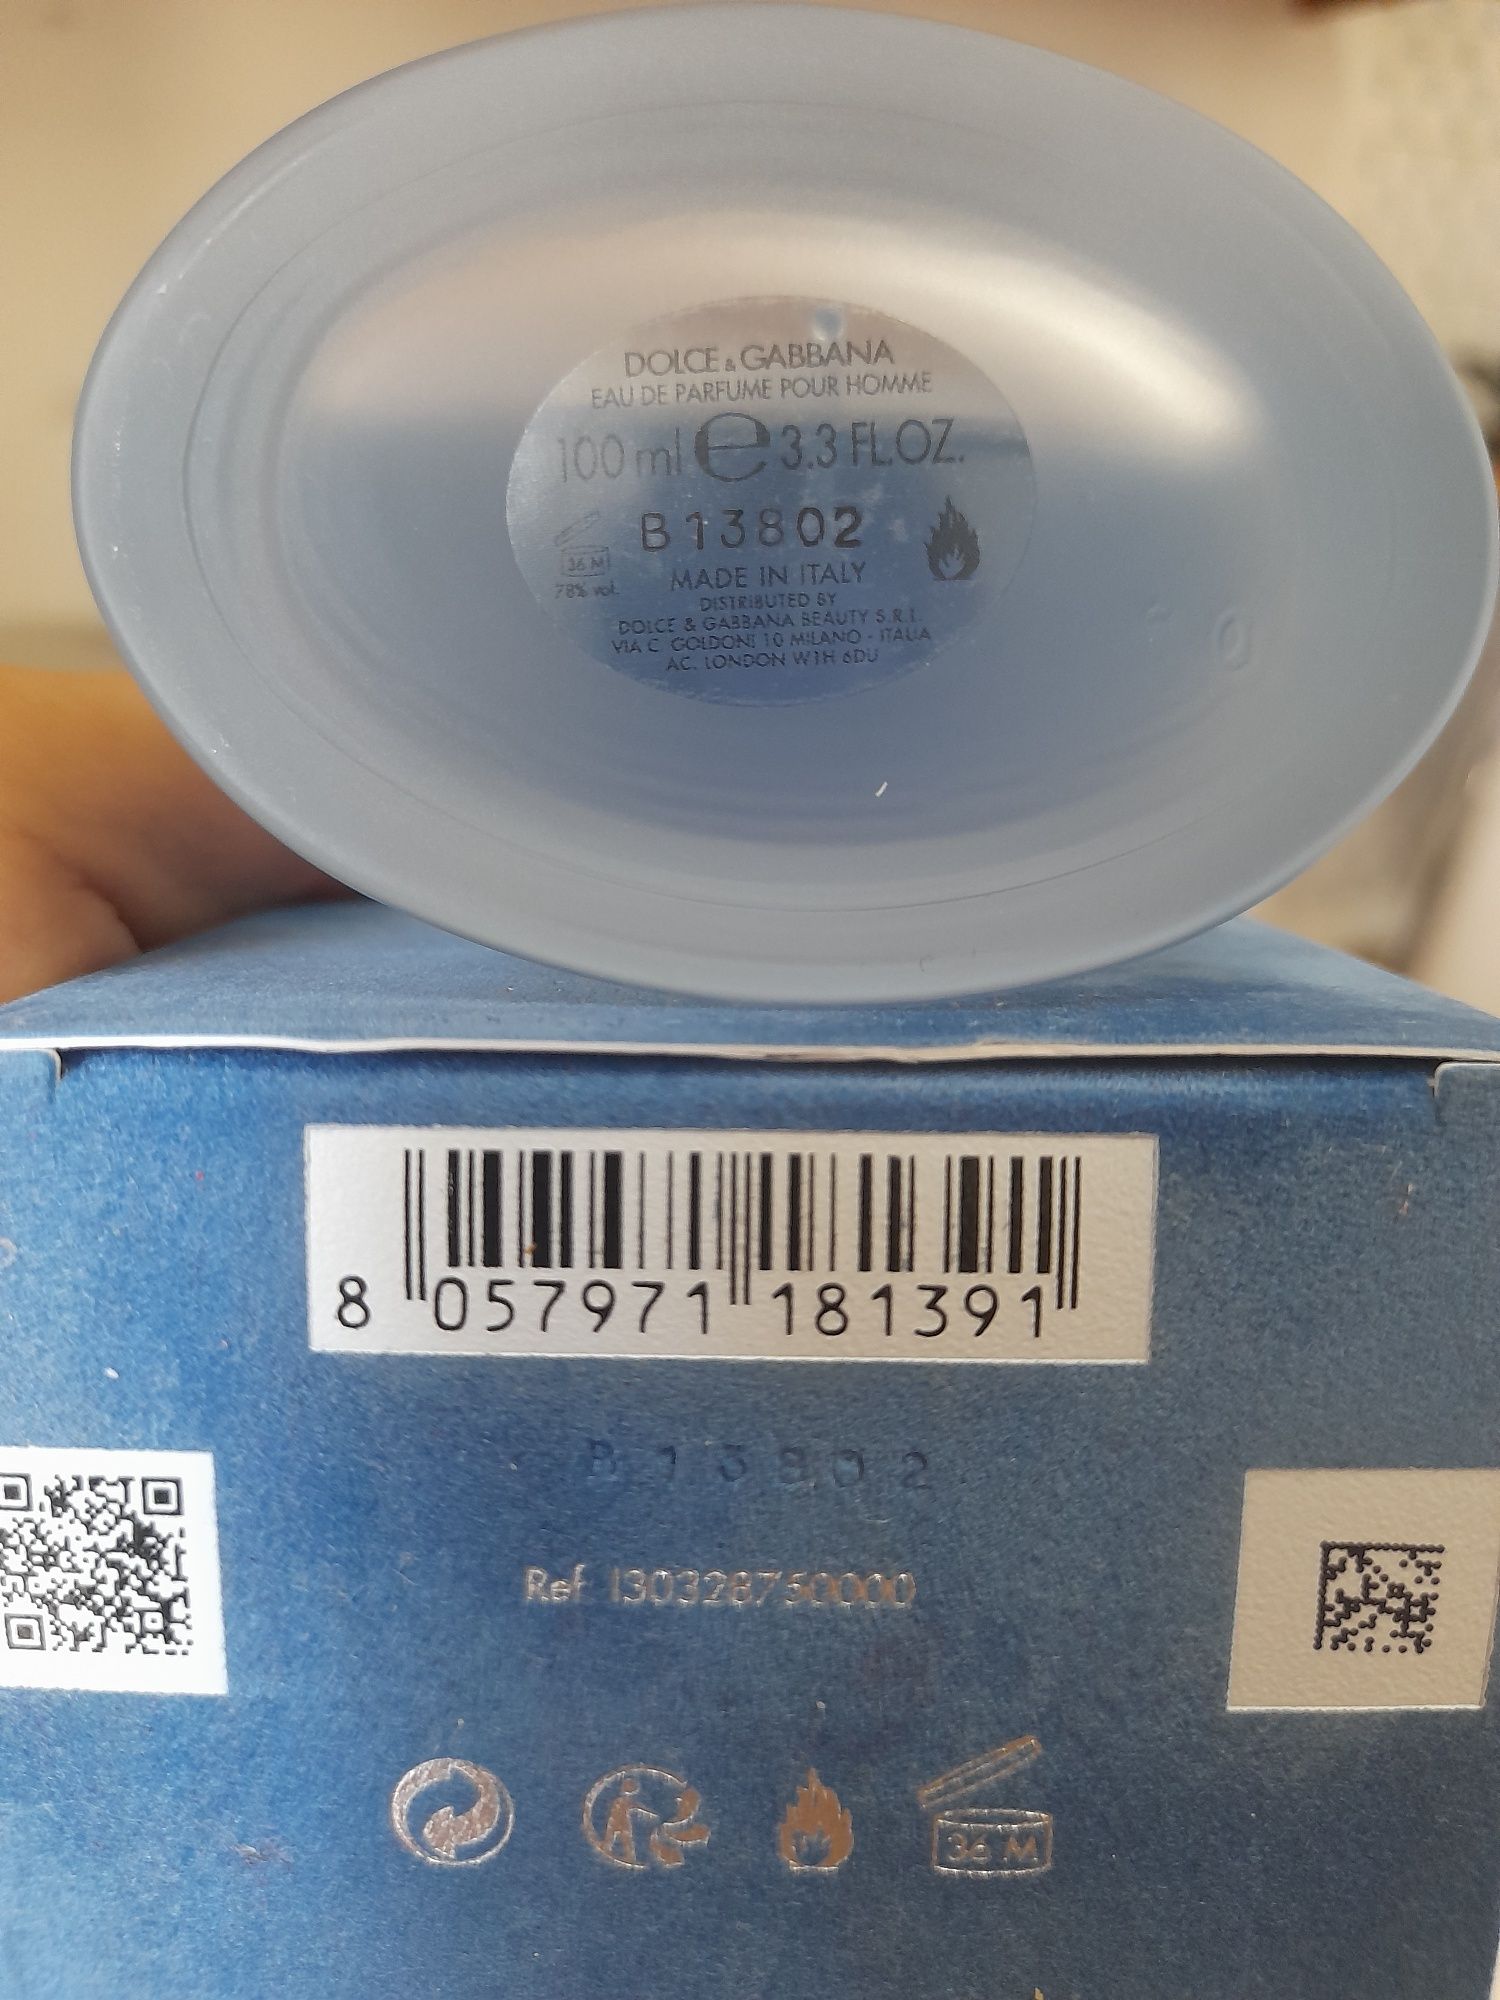 DOLCE & GABBANA
EAU DE PARFUME POUR HOMME
100 ml ℮ 3.3 FL.OZ.
B13802
36 M
78% vol.
MADE IN ITALY
DISTRIBUTED BY
DOLCE & GABBANA BEAUTY S.R.L.
VIA C. GOLDONI 10 MILANO - ITALIA
AC. LONDON W1H 6DU
0
8 057971 181391
B13802
Ref 130328750000
36 M